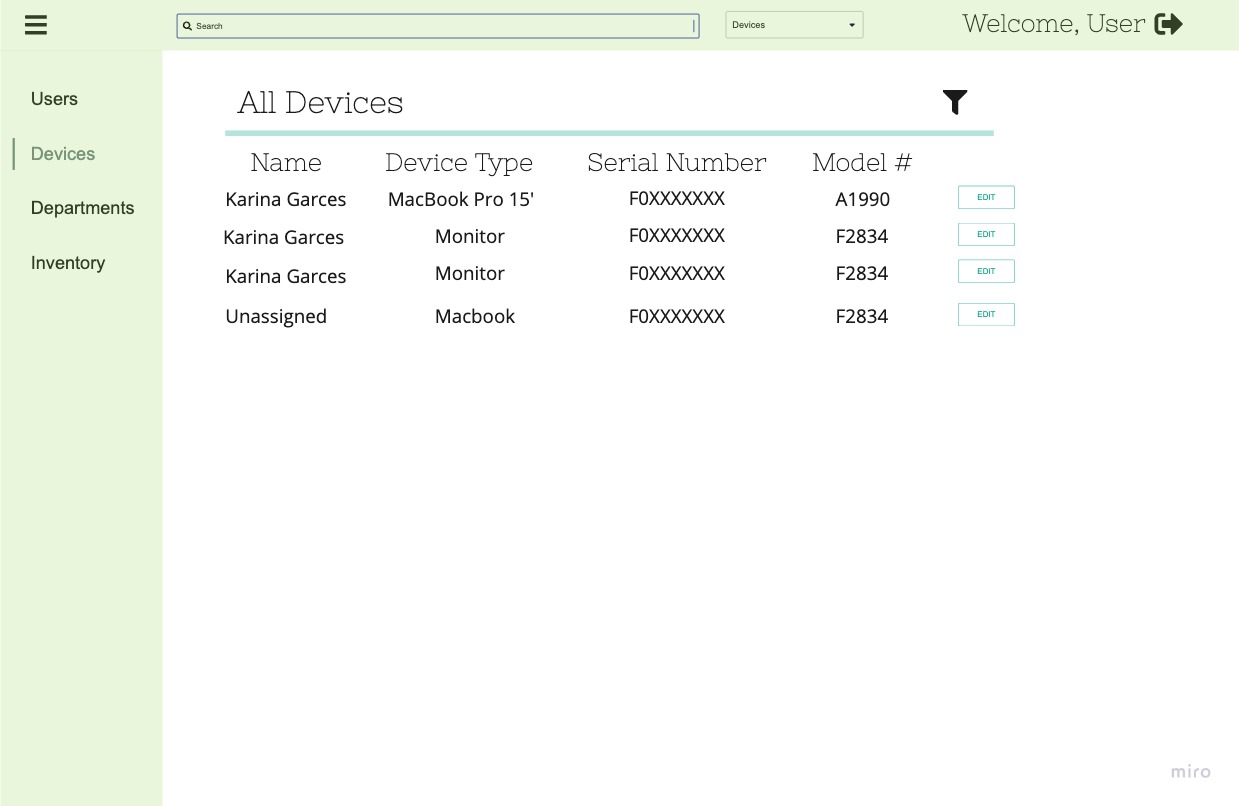 Search
Devices
Welcome, User
Users
Devices
Departments
Inventory
All Devices
Name Device Type Serial Number Model #
Karina Garces MacBook Pro 15' F0XXXXXXX A1990 EDIT
Karina Garces Monitor F0XXXXXXX F2834 EDIT
Karina Garces Monitor F0XXXXXXX F2834 EDIT
Unassigned Macbook F0XXXXXXX F2834 EDIT
miro